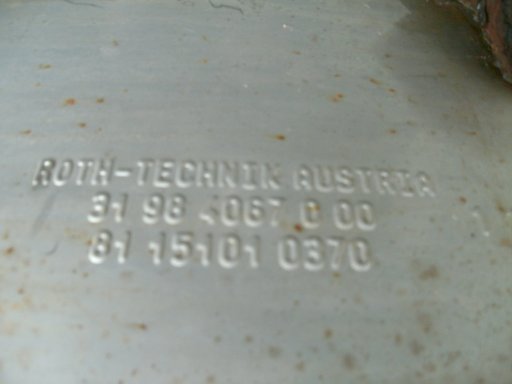 ROTH-TECHNIK AUSTRIA
31 98 4067 0 00
81 15101 0370